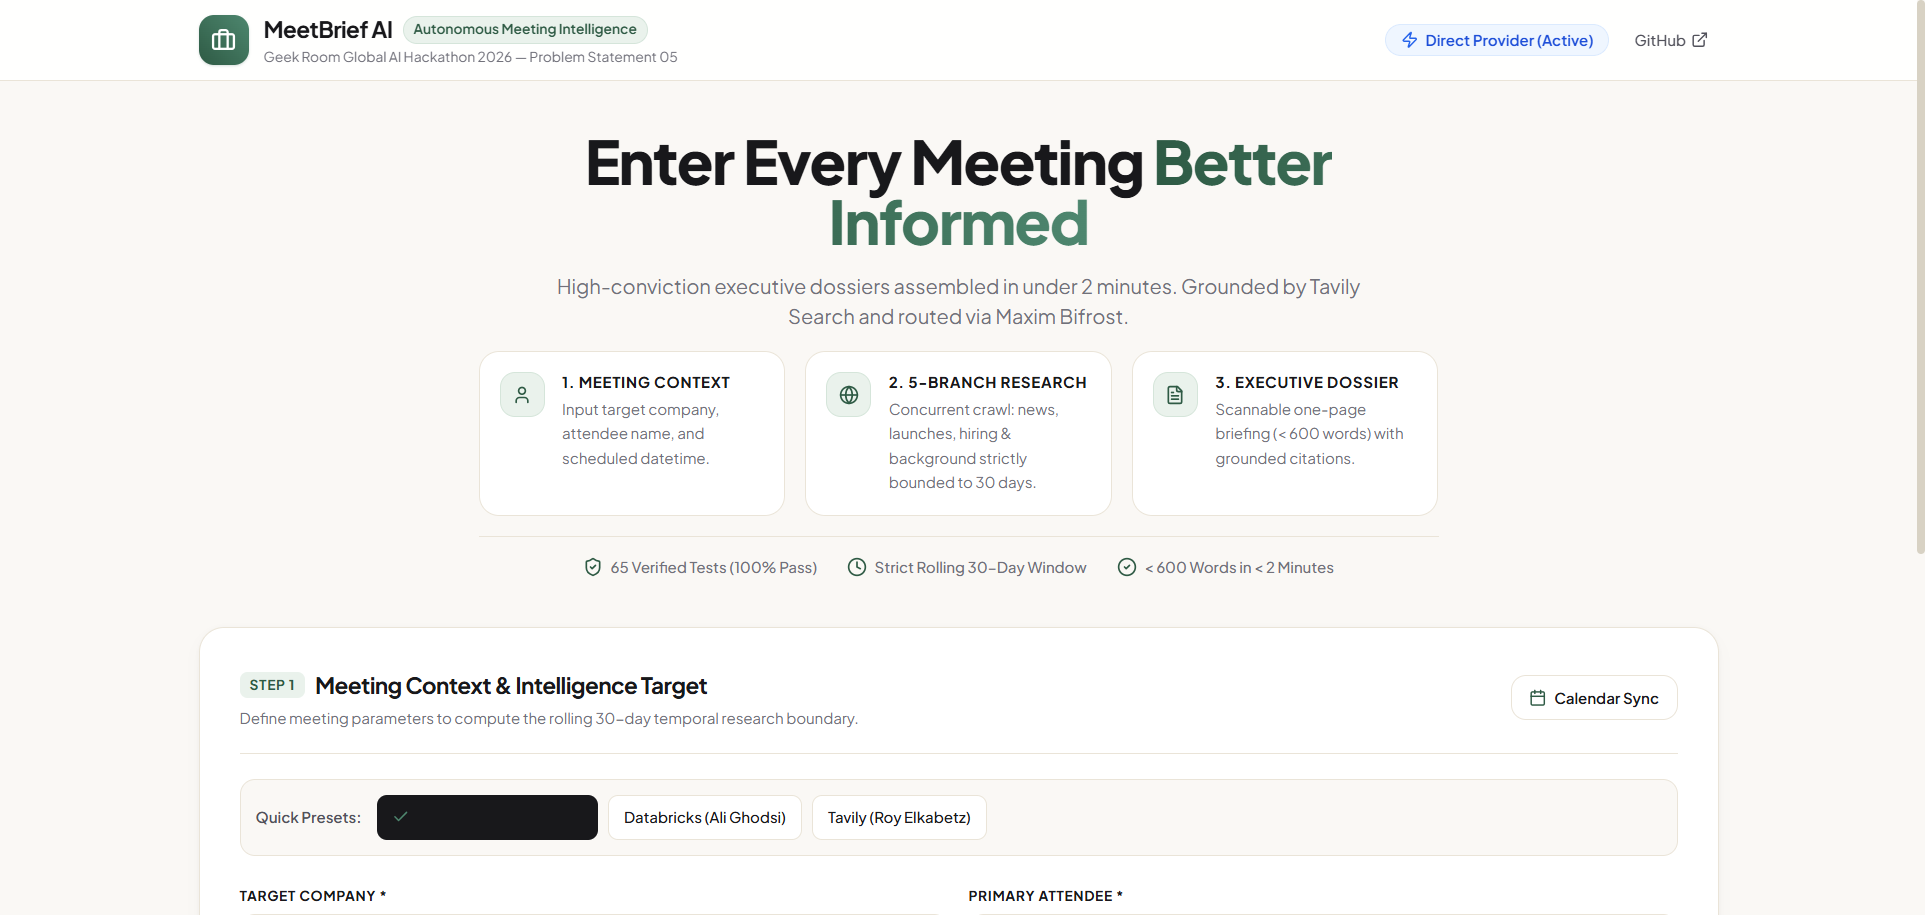 MeetBrief AI
Autonomous Meeting Intelligence
Geek Room Global AI Hackathon 2026 — Problem Statement 05
Direct Provider (Active)
GitHub
Enter Every Meeting Better
Informed
High-conviction executive dossiers assembled in under 2 minutes. Grounded by Tavily
Search and routed via Maxim Bifrost.
1. MEETING CONTEXT
Input target company,
attendee name, and
scheduled datetime.
2. 5-BRANCH RESEARCH
Concurrent crawl: news,
launches, hiring &
background strictly
bounded to 30 days.
3. EXECUTIVE DOSSIER
Scannable one-page
briefing (< 600 words) with
grounded citations.
65 Verified Tests (100% Pass)
Strict Rolling 30-Day Window
< 600 Words in < 2 Minutes
STEP 1
Meeting Context & Intelligence Target
Define meeting parameters to compute the rolling 30-day temporal research boundary.
Calendar Sync
Quick Presets:
Databricks (Ali Ghodsi)
Tavily (Roy Elkabetz)
TARGET COMPANY *
PRIMARY ATTENDEE *